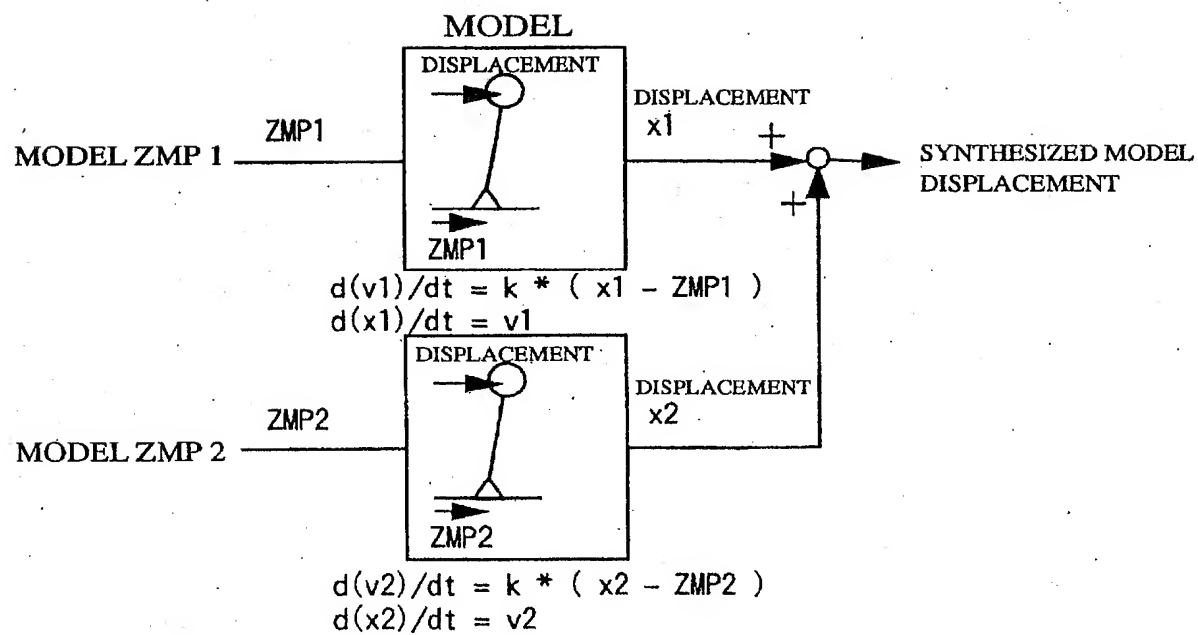 MODEL
DISPLACEMENT
ZMP1
MODEL ZMP 1
DISPLACEMENT
x1
+
+
SYNTHESIZED MODEL
DISPLACEMENT
ZMP1
d(v1)/dt = k * ( x1 - ZMP1 )
d(x1)/dt = v1
DISPLACEMENT
ZMP2
MODEL ZMP 2
DISPLACEMENT
x2
ZMP2
d(v2)/dt = k * ( x2 - ZMP2 )
d(x2)/dt = v2